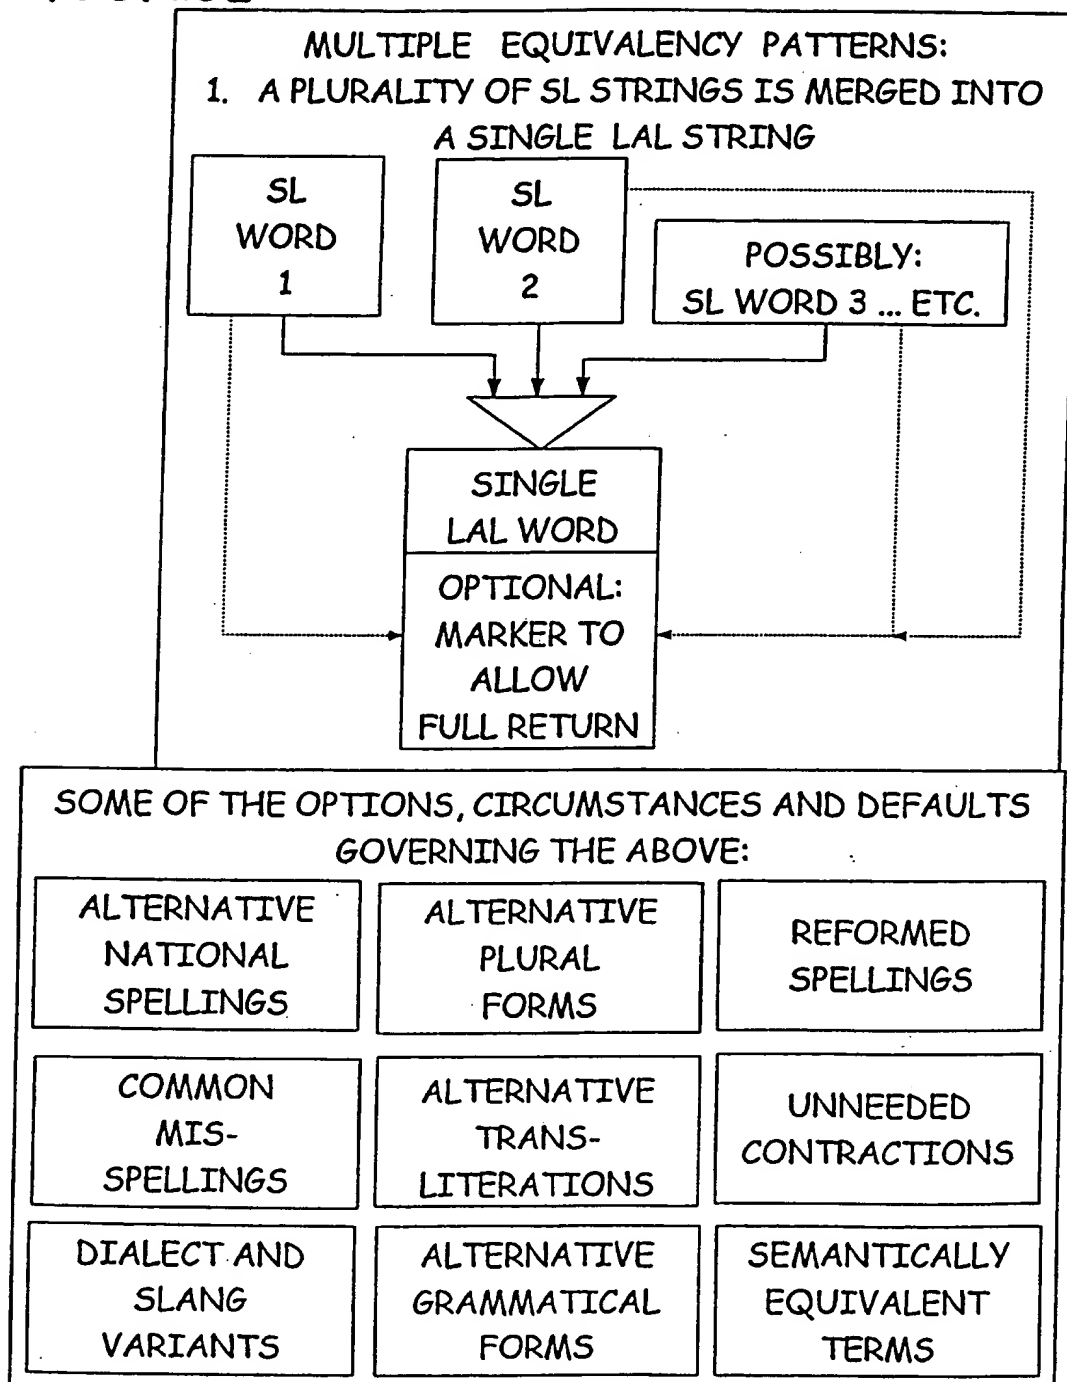 MULTIPLE EQUIVALENCY PATTERNS:
1. A PLURALITY OF SL STRINGS IS MERGED INTO
A SINGLE LAL STRING
SL
WORD
1
SL
WORD
2
POSSIBLY:
SL WORD 3 ... ETC.
SINGLE
LAL WORD
OPTIONAL:
MARKER TO
ALLOW
FULL RETURN
SOME OF THE OPTIONS, CIRCUMSTANCES AND DEFAULTS
GOVERNING THE ABOVE:
ALTERNATIVE
NATIONAL
SPELLINGS
ALTERNATIVE
PLURAL
FORMS
REFORMED
SPELLINGS
COMMON
MIS-
SPELLINGS
ALTERNATIVE
TRANS-
LITERATIONS
UNNEEDED
CONTRACTIONS
DIALECT AND
SLANG
VARIANTS
ALTERNATIVE
GRAMMATICAL
FORMS
SEMANTICALLY
EQUIVALENT
TERMS